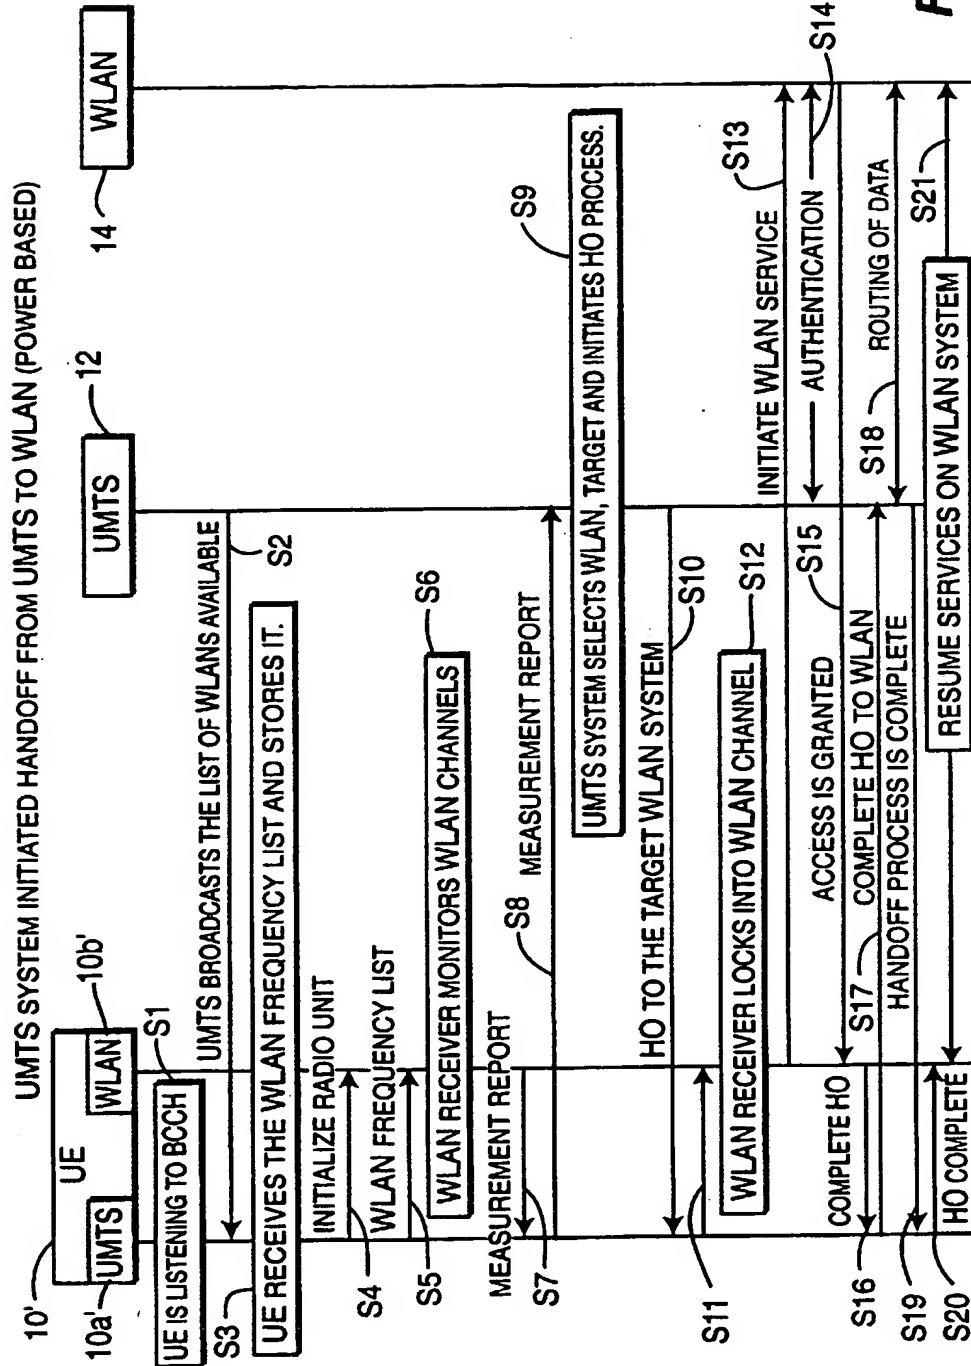 UMTS SYSTEM INITIATED HANDOFF FROM UMTS TO WLAN (POWER BASED)
10'
UE
10a'
UMTS
WLAN
10b'
UMTS
12
WLAN
14
UE IS LISTENING TO BCCH
S1
UMTS BROADCASTS THE LIST OF WLANS AVAILABLE
S2
S3
UE RECEIVES THE WLAN FREQUENCY LIST AND STORES IT.
INITIALIZE RADIO UNIT
S4
WLAN FREQUENCY LIST
S5
WLAN RECEIVER MONITORS WLAN CHANNELS
S6
MEASUREMENT REPORT
S7
S8
MEASUREMENT REPORT
UMTS SYSTEM SELECTS WLAN, TARGET AND INITIATES HO PROCESS.
S9
HO TO THE TARGET WLAN SYSTEM
S10
S11
WLAN RECEIVER LOCKS INTO WLAN CHANNEL
S12
INITIATE WLAN SERVICE
S13
AUTHENTICATION
S14
ACCESS IS GRANTED
S15
COMPLETE HO
S16
S17
COMPLETE HO TO WLAN
S18
ROUTING OF DATA
HANDOFF PROCESS IS COMPLETE
S19
HO COMPLETE
S20
RESUME SERVICES ON WLAN SYSTEM
S21